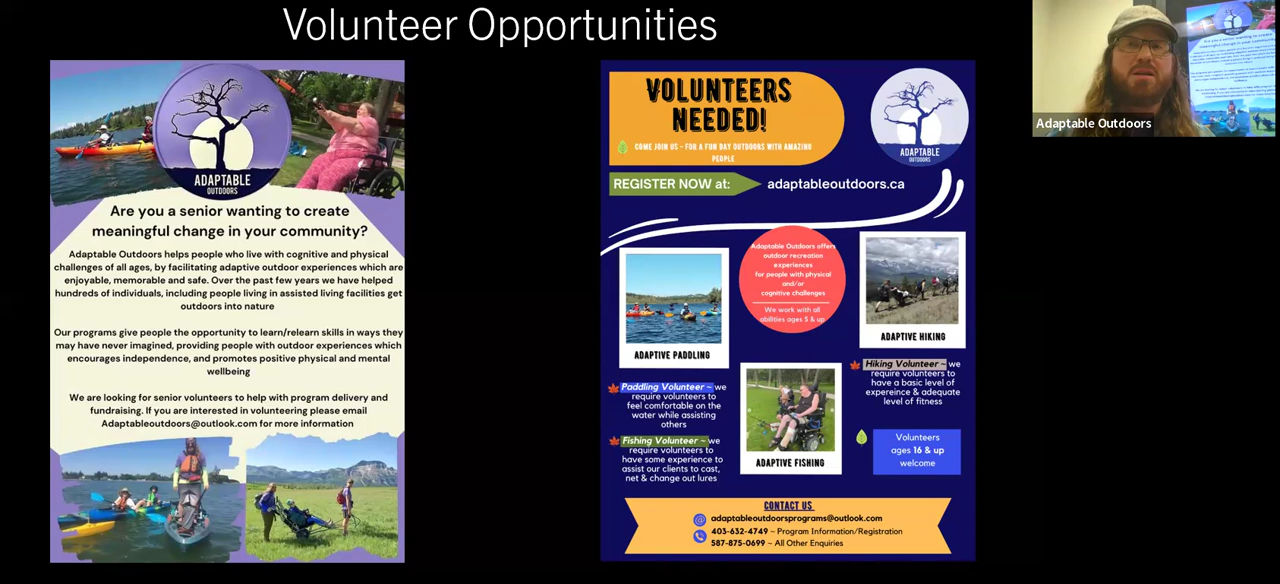 Volunteer Opportunities
ADAPTABLE
OUTDOORS
Are you a senior wanting to create
meaningful change in your community?
Adaptable Outdoors helps people who live with cognitive and physical
challenges of all ages, by facilitating adaptive outdoor experiences which are
enjoyable, memorable and safe. Over the past few years we have helped
hundreds of individuals, including people living in assisted living facilities get
outdoors into nature
Our programs give people the opportunity to learn/relearn skills in ways they
may have never imagined, providing people with outdoor experiences which
encourages independence, and promotes positive physical and mental
wellbeing
We are looking for senior volunteers to help with program delivery and
fundraising. If you are interested in volunteering please email
Adaptableoutdoors@outlook.com for more information
VOLUNTEERS
NEEDED!
COME JOIN US - FOR A FUN DAY OUTDOORS WITH AMAZING
PEOPLE
ADAPTABLE
OUTDOORS
REGISTER NOW at: adaptableoutdoors.ca
Adaptable Outdoors offers
outdoor recreation
experiences
for people with physical
and/or
cognitive challenges
We work with all
abilities ages 5 & up
ADAPTIVE PADDLING
ADAPTIVE HIKING
ADAPTIVE FISHING
Paddling Volunteer ~ we
require volunteers to
feel comfortable on the
water while assisting
others
Fishing Volunteer ~ we
require volunteers to
have some experience to
assist our clients to cast,
net & change out lures
Hiking Volunteer ~ we
require volunteers to
have a basic level of
expereince & adequate
level of fitness
Volunteers
ages 16 & up
welcome
CONTACT US
adaptableoutdoorsprograms@outlook.com
403-632-4749 ~ Program Information/Registration
587-875-0699 ~ All Other Enquiries
Adaptable Outdoors